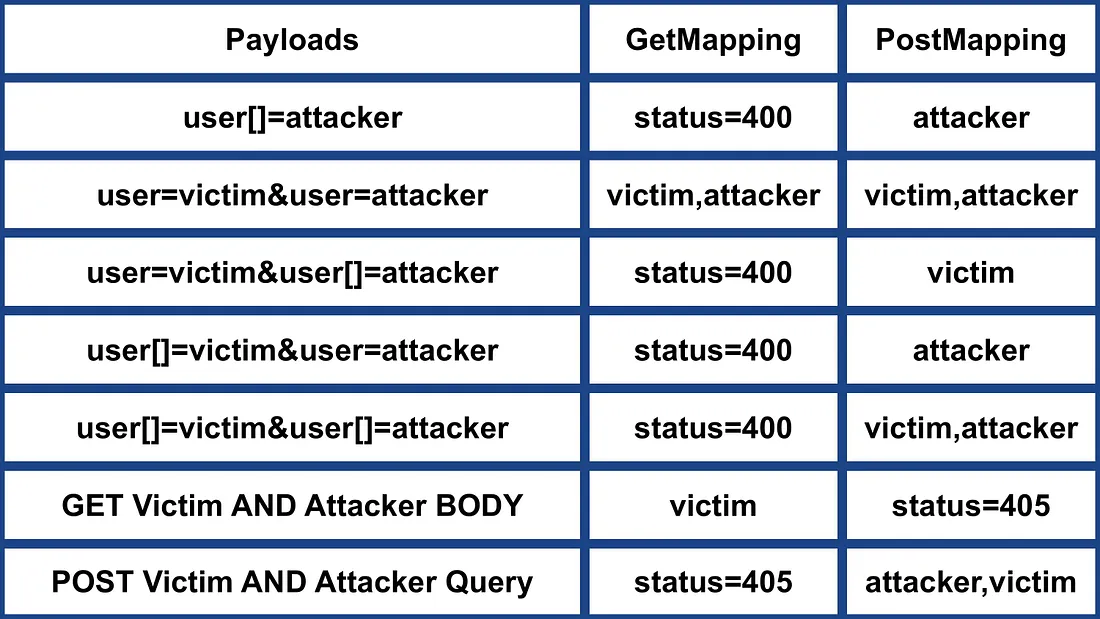 Payloads GetMapping PostMapping
user[]=attacker status=400 attacker
user=victim&user=attacker victim,attacker victim,attacker
user=victim&user[]=attacker status=400 victim
user[]=victim&user=attacker status=400 attacker
user[]=victim&user[]=attacker status=400 victim,attacker
GET Victim AND Attacker BODY victim status=405
POST Victim AND Attacker Query status=405 attacker,victim